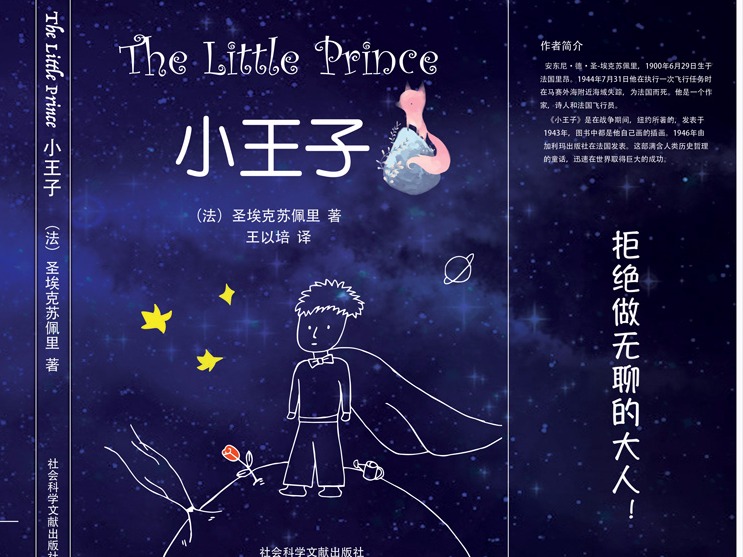 The Little Prince 小王子 （法）圣埃克苏佩里 著 社会科学文献出版社
The Little Prince
小王子
（法）圣埃克苏佩里 著
王以培 译
社会科学文献出版社
作者简介
安东尼·德·圣-埃克苏佩里，1900年6月29日生于
法国里昂。1944年7月31日他在执行一次飞行任务时
在马赛外海附近海域失踪，为法国而死。他是一个作
家，诗人和法国飞行员。
《小王子》是在战争期间，纽约所著的，发表于
1943年，图书中都是他自己画的插画。1946年由
加利玛出版社在法国发表。这部满含人类历史哲理
的童话，迅速在世界取得巨大的成功。
拒绝做无聊的大人！